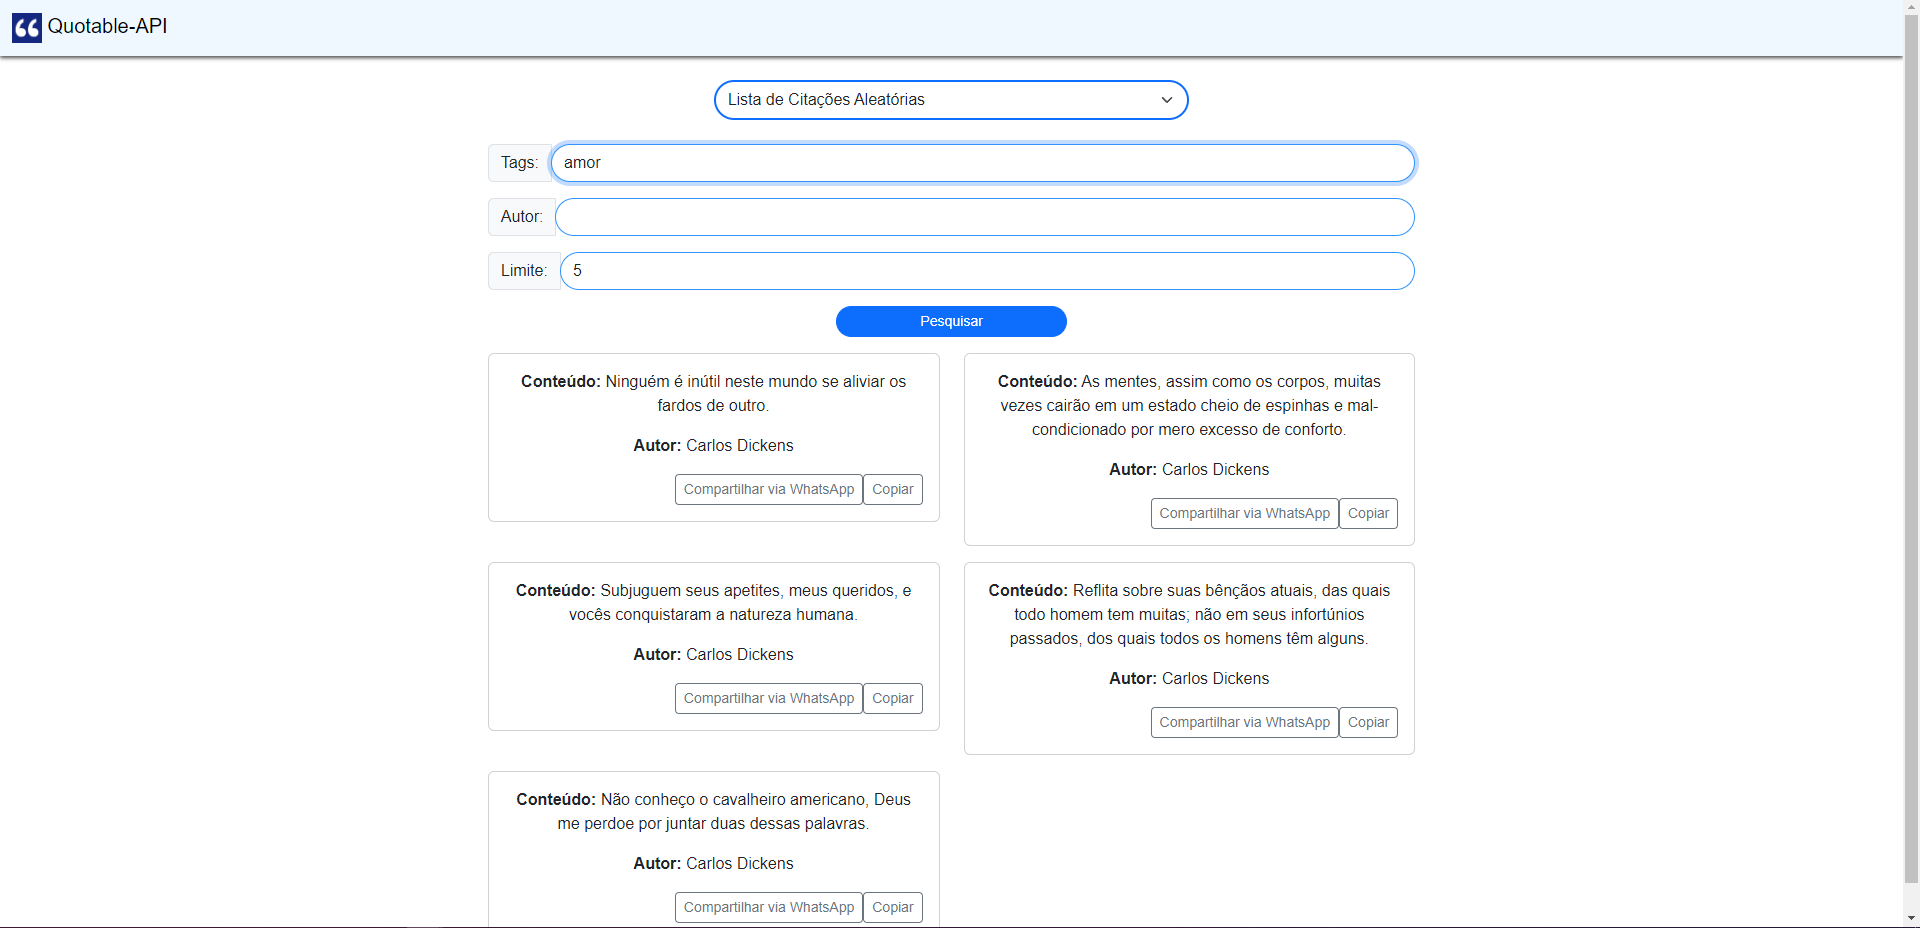 Quotable-API
Lista de Citações Aleatórias
Tags: amor
Autor:
Limite: 5
Pesquisar
Conteúdo: Ninguém é inútil neste mundo se aliviar os
fardos de outro.
Autor: Carlos Dickens
Compartilhar via WhatsApp Copiar
Conteúdo: As mentes, assim como os corpos, muitas
vezes cairão em um estado cheio de espinhas e mal-
condicionado por mero excesso de conforto.
Autor: Carlos Dickens
Compartilhar via WhatsApp Copiar
Conteúdo: Subjuguem seus apetites, meus queridos, e
vocês conquistaram a natureza humana.
Autor: Carlos Dickens
Compartilhar via WhatsApp Copiar
Conteúdo: Reflita sobre suas bênçãos atuais, das quais
todo homem tem muitas; não em seus infortúnios
passados, dos quais todos os homens têm alguns.
Autor: Carlos Dickens
Compartilhar via WhatsApp Copiar
Conteúdo: Não conheço o cavalheiro americano, Deus
me perdoe por juntar duas dessas palavras.
Autor: Carlos Dickens
Compartilhar via WhatsApp Copiar